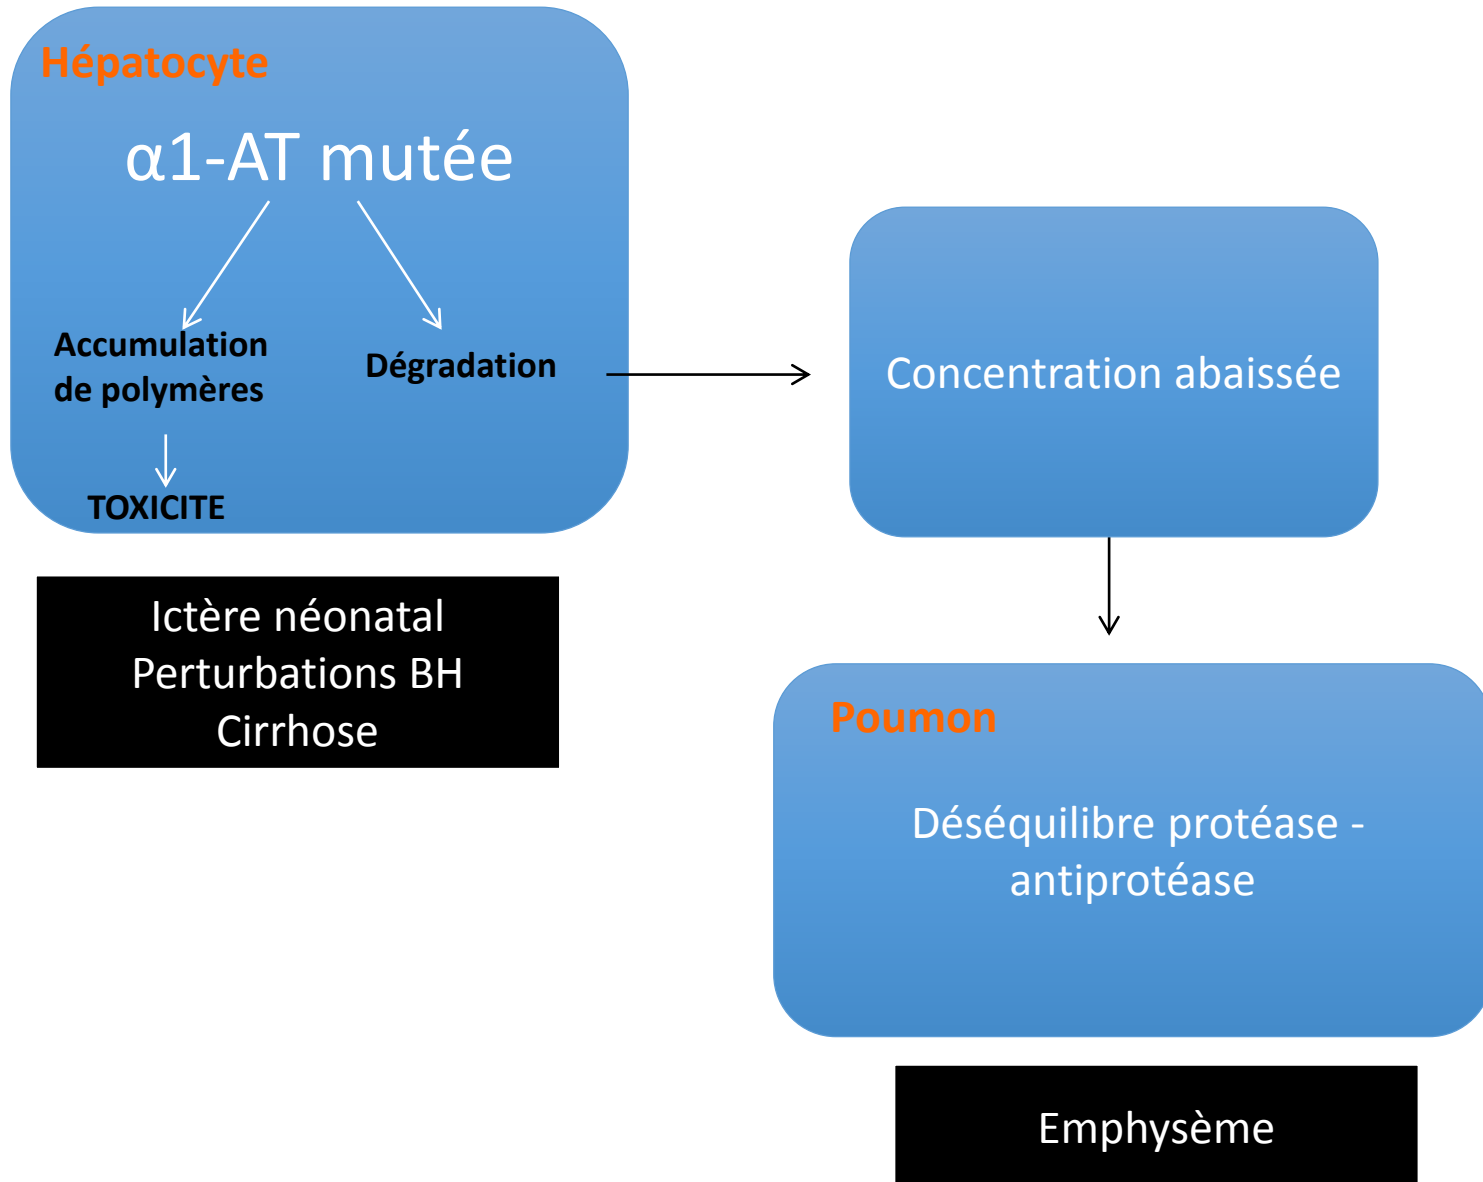 Hépatocyte
α1-AT mutée
Accumulation
de polymères
Dégradation
TOXICITE
Ictère néonatal
Perturbations BH
Cirrhose
Concentration abaissée
Poumon
Déséquilibre protéase -
antiprotéase
Emphysème